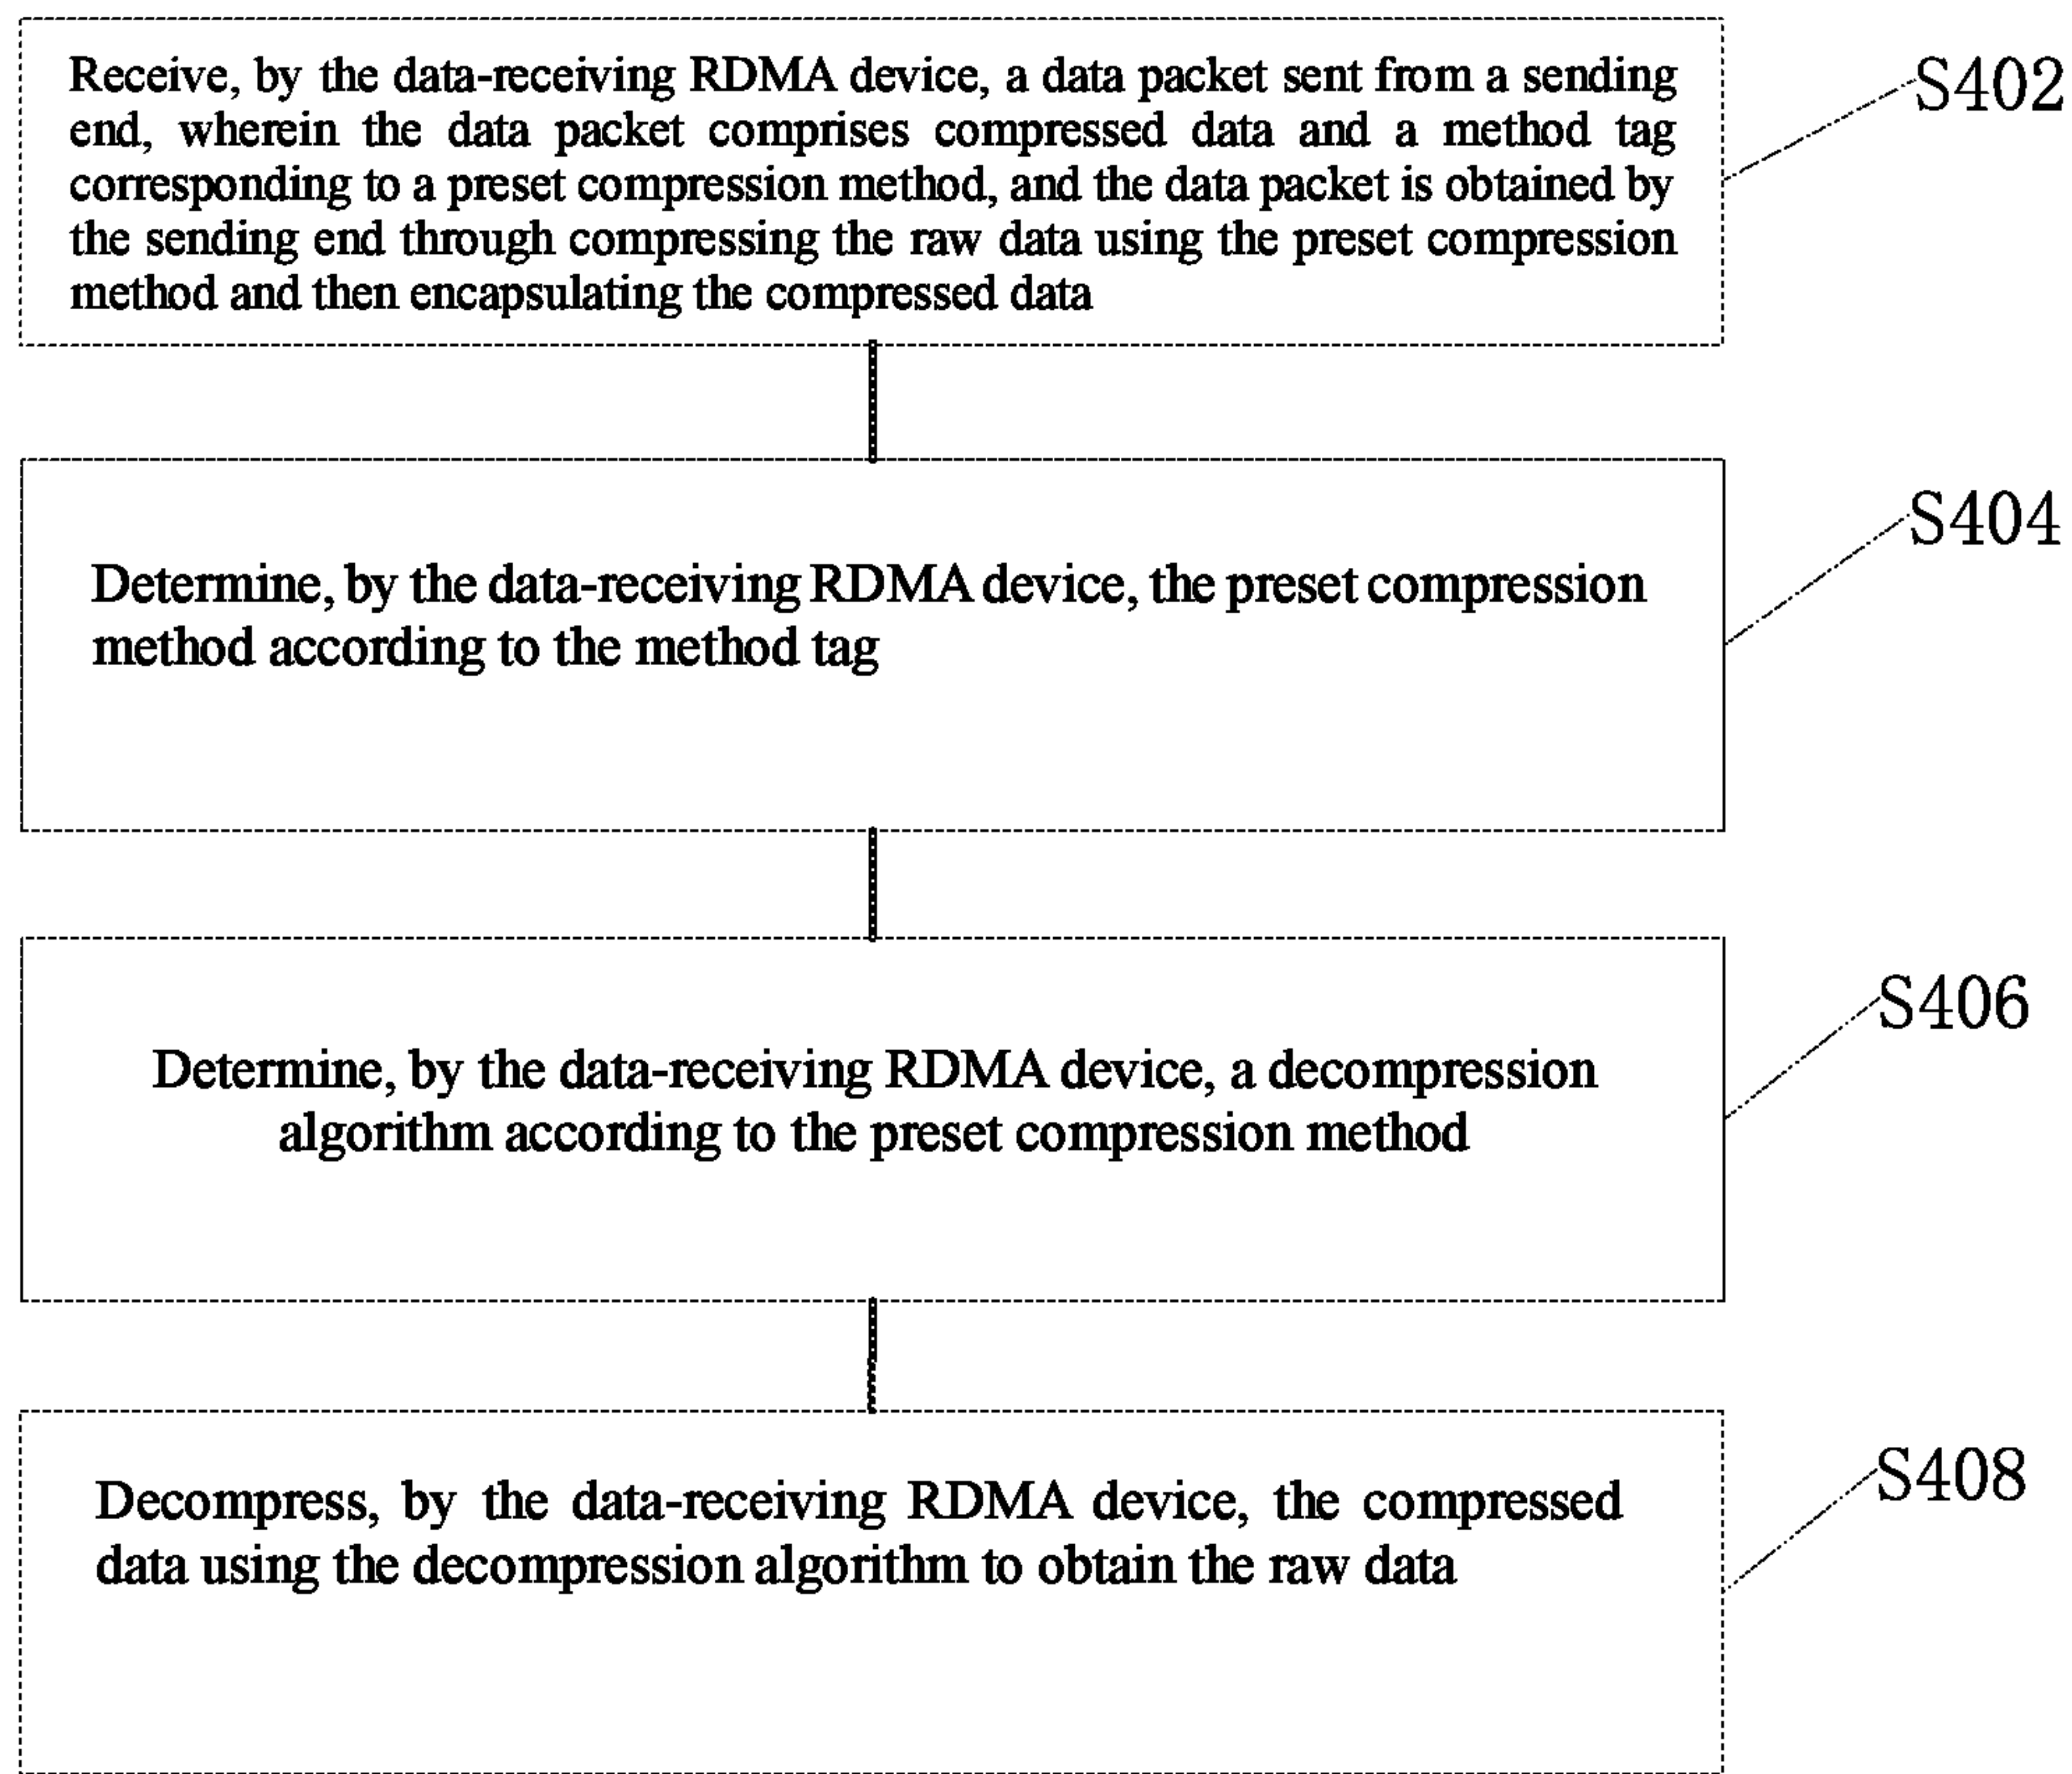 Receive, by the data-receiving RDMA device, a data packet sent from a sending
end, wherein the data packet comprises compressed data and a method tag
corresponding to a preset compression method, and the data packet is obtained by
the sending end through compressing the raw data using the preset compression
method and then encapsulating the compressed data
S402
Determine, by the data-receiving RDMA device, the preset compression
method according to the method tag
S404
Determine, by the data-receiving RDMA device, a decompression
algorithm according to the preset compression method
S406
Decompress, by the data-receiving RDMA device, the compressed
data using the decompression algorithm to obtain the raw data
S408